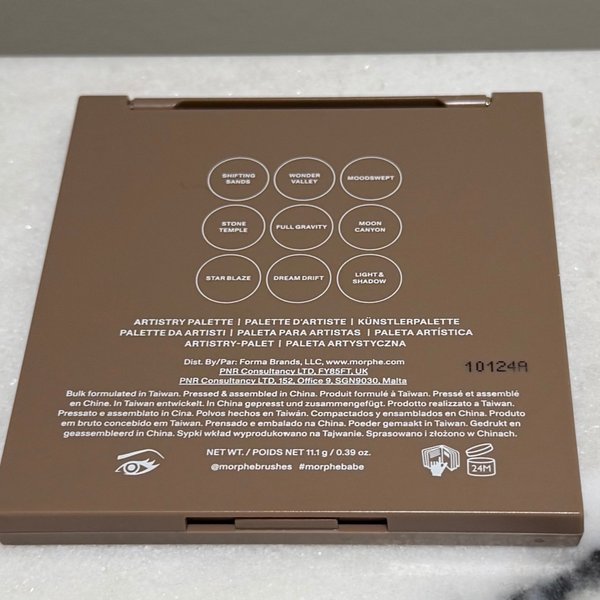 SHIFTING SANDS
WONDER VALLEY
MOODSWEPT
STONE TEMPLE
FULL GRAVITY
MOON CANYON
STAR BLAZE
DREAM DRIFT
LIGHT & SHADOW
ARTISTRY PALETTE | PALETTE D'ARTISTE | KÜNSTLERPALETTE
PALETTE DA ARTISTI | PALETA PARA ARTISTAS | PALETA ARTÍSTICA
ARTISTRY-PALET | PALETA ARTYSTYCZNA
Dist. By/Par: Forma Brands, LLC, www.morphe.com
PNR Consultancy LTD, FY85FT, UK
PNR Consultancy LTD, 152, Office 9, SGN9030, Malta
10124A
Bulk formulated in Taiwan. Pressed & assembled in China. Produit formulé à Taiwan. Pressé et assemblé
en Chine. In Taiwan entwickelt. In China gepresst und zusammengefügt. Prodotto realizzato a Taiwan.
Pressato e assemblato in Cina. Polvos hechos en Taiwán. Compactados y ensamblados en China. Produto
em bruto concebido em Taiwan. Prensado e embalado na China. Poeder gemaakt in Taiwan. Gedrukt en
geassembleerd in China. Sypki wkład wyprodukowano na Tajwanie. Sprasowano i złożono w Chinach.
NET WT. / POIDS NET 11.1 g / 0.39 oz.
@morphebrushes #morphebabe
24M